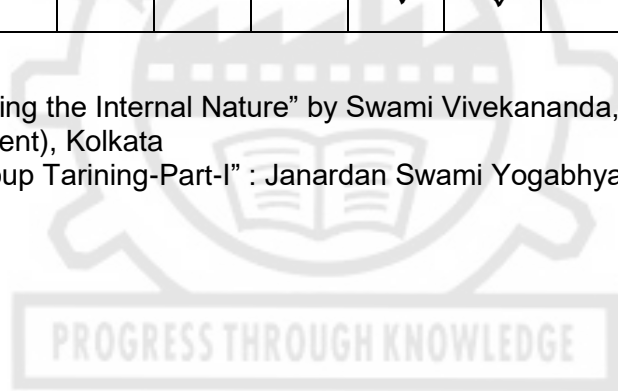 ing the Internal Nature” by Swami Vivekananda,
ent), Kolkata
up Tarining-Part-I” : Janardan Swami Yogabhya
PROGRESS THROUGH KNOWLEDGE